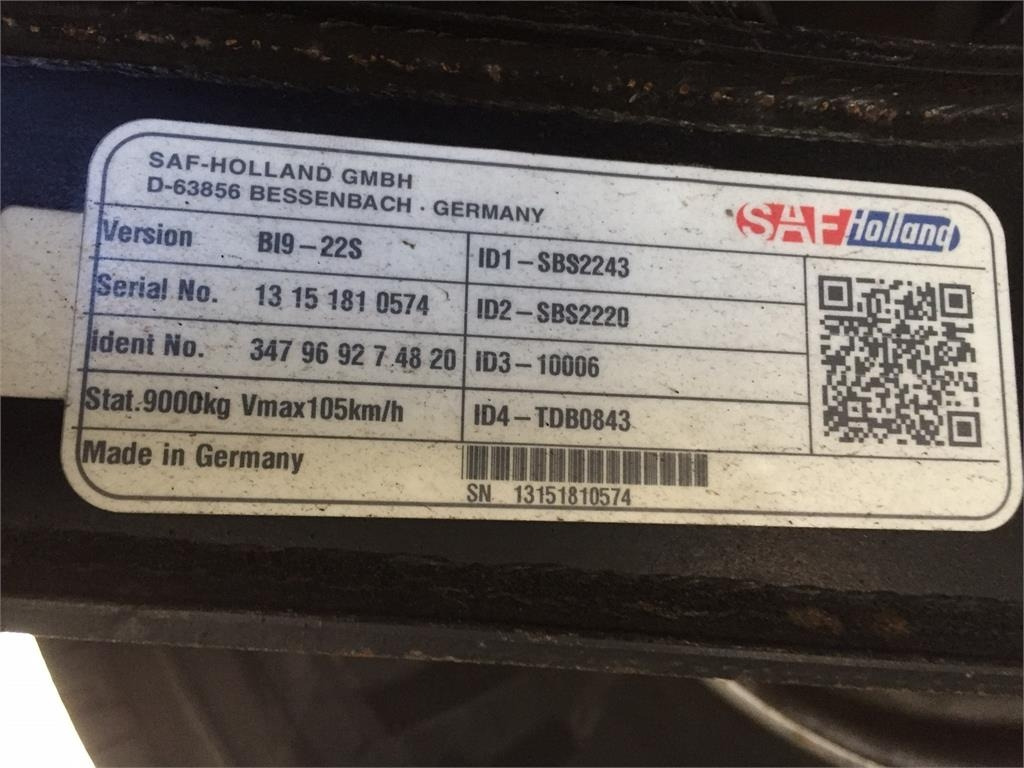 SAF-HOLLAND GMBH
D-63856 BESSENBACH · GERMANY
SAF Holland
Version BI9-22S
ID1-SBS2243
Serial No. 13 15 181 0574
ID2-SBS2220
Ident No. 347 96 92 7 48 20
ID3-10006
Stat.9000kg Vmax105km/h
ID4-TDB0843
Made in Germany
SN 13151810574